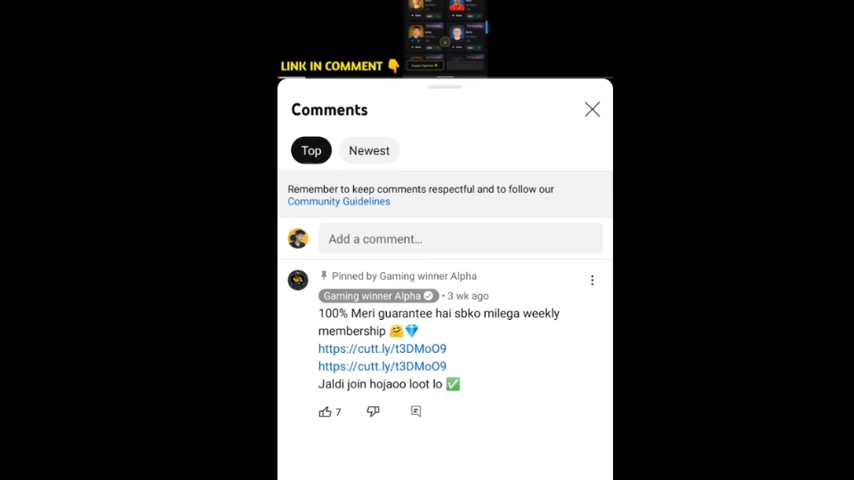 LINK IN COMMENT 👇
Comments
Top
Newest
Remember to keep comments respectful and to follow our
Community Guidelines
Add a comment...
Pinned by Gaming winner Alpha
Gaming winner Alpha • 3 wk ago
100% Meri guarantee hai sbko milega weekly
membership 🤗💎
https://cutt.ly/t3DMoO9
https://cutt.ly/t3DMoO9
Jaldi join hojaoo loot lo ✅
7